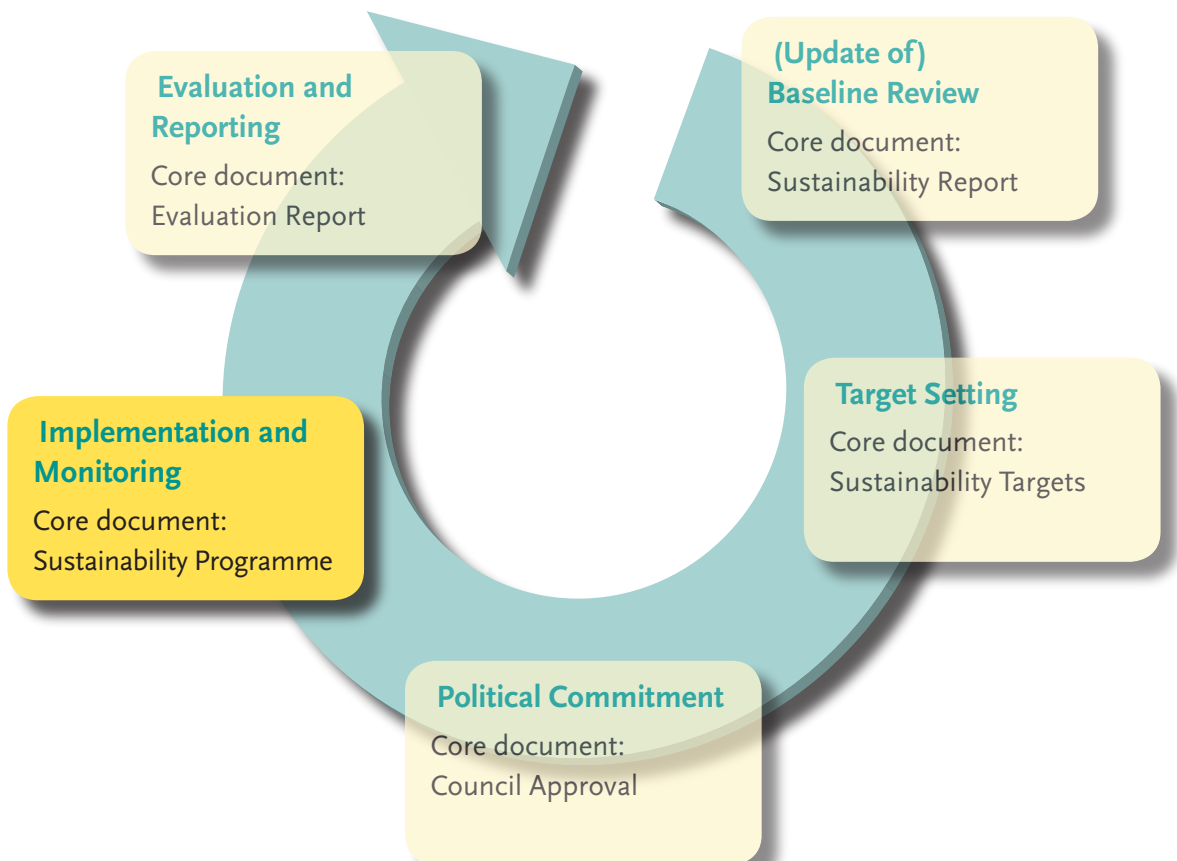 (Update of)
Baseline Review
Core document:
Sustainability Report
Target Setting
Core document:
Sustainability Targets
Political Commitment
Core document:
Council Approval
Implementation and
Monitoring
Core document:
Sustainability Programme
Evaluation and
Reporting
Core document:
Evaluation Report